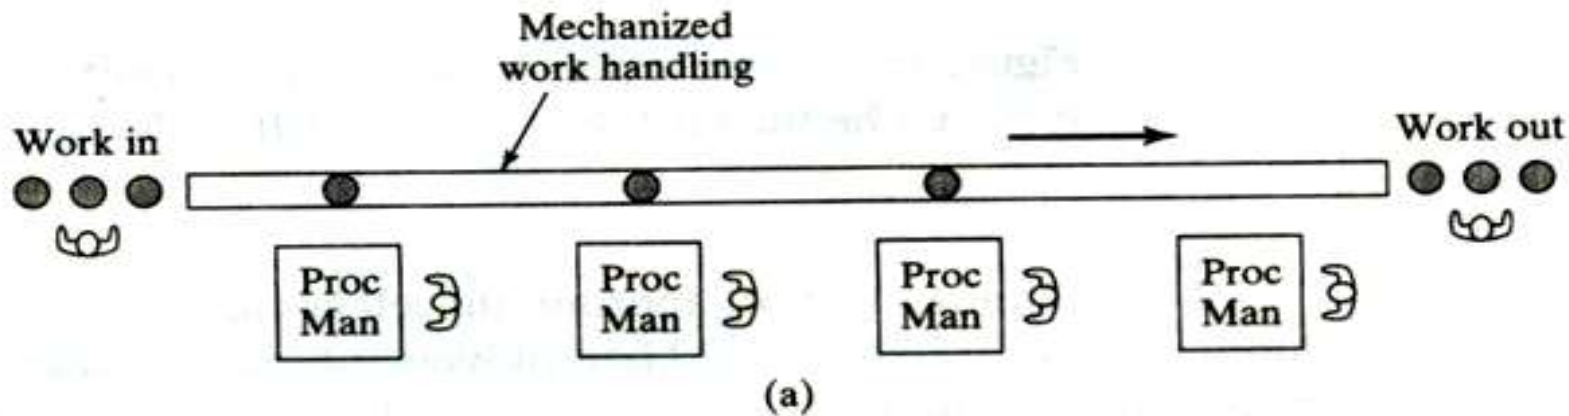 Mechanized
work handling
Work in
Work out
Proc
Man
Proc
Man
Proc
Man
Proc
Man
(a)